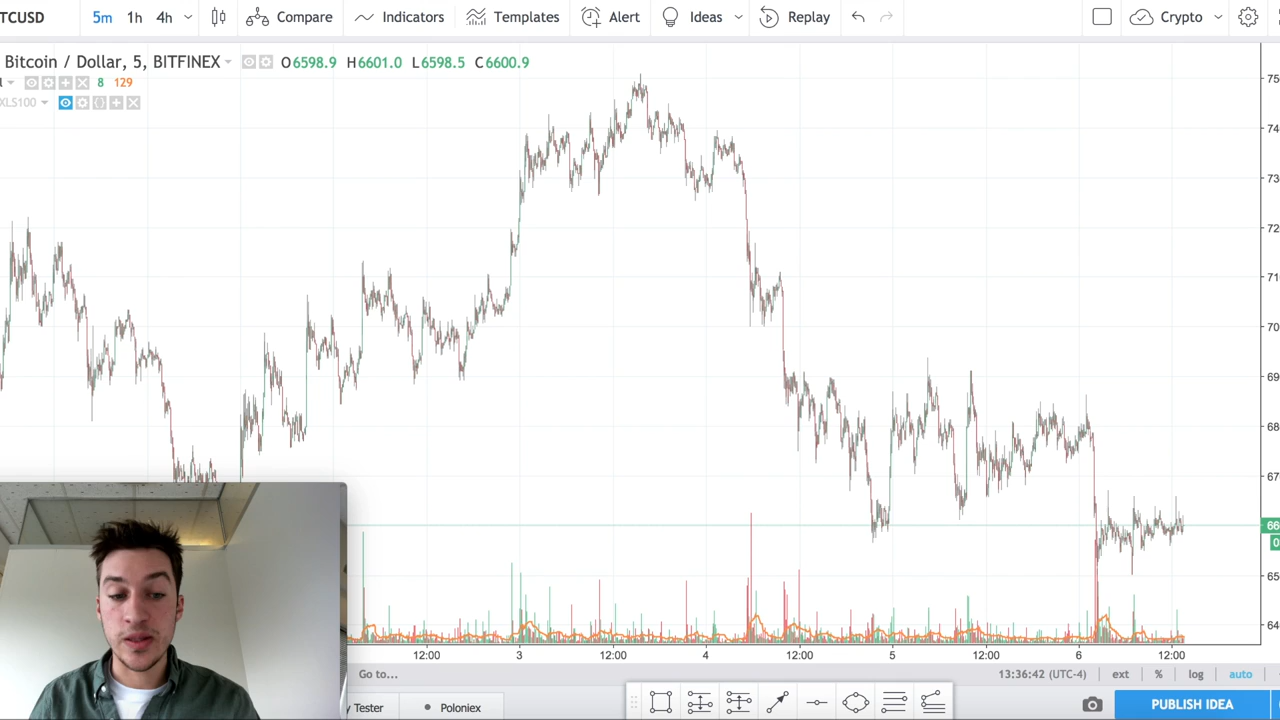 TCUSD 5m 1h 4h Compare Indicators Templates Alert Ideas Replay Crypto
Bitcoin / Dollar, 5, BITFINEX O6598.9 H6601.0 L6598.5 C6600.9
8 129
XLS100
75
74
73
72
71
70
69
68
67
66
65
64
12:00 3 12:00 4 12:00 5 12:00 6 12:00
Go to... 13:36:42 (UTC-4) ext % log auto
y Tester Poloniex PUBLISH IDEA